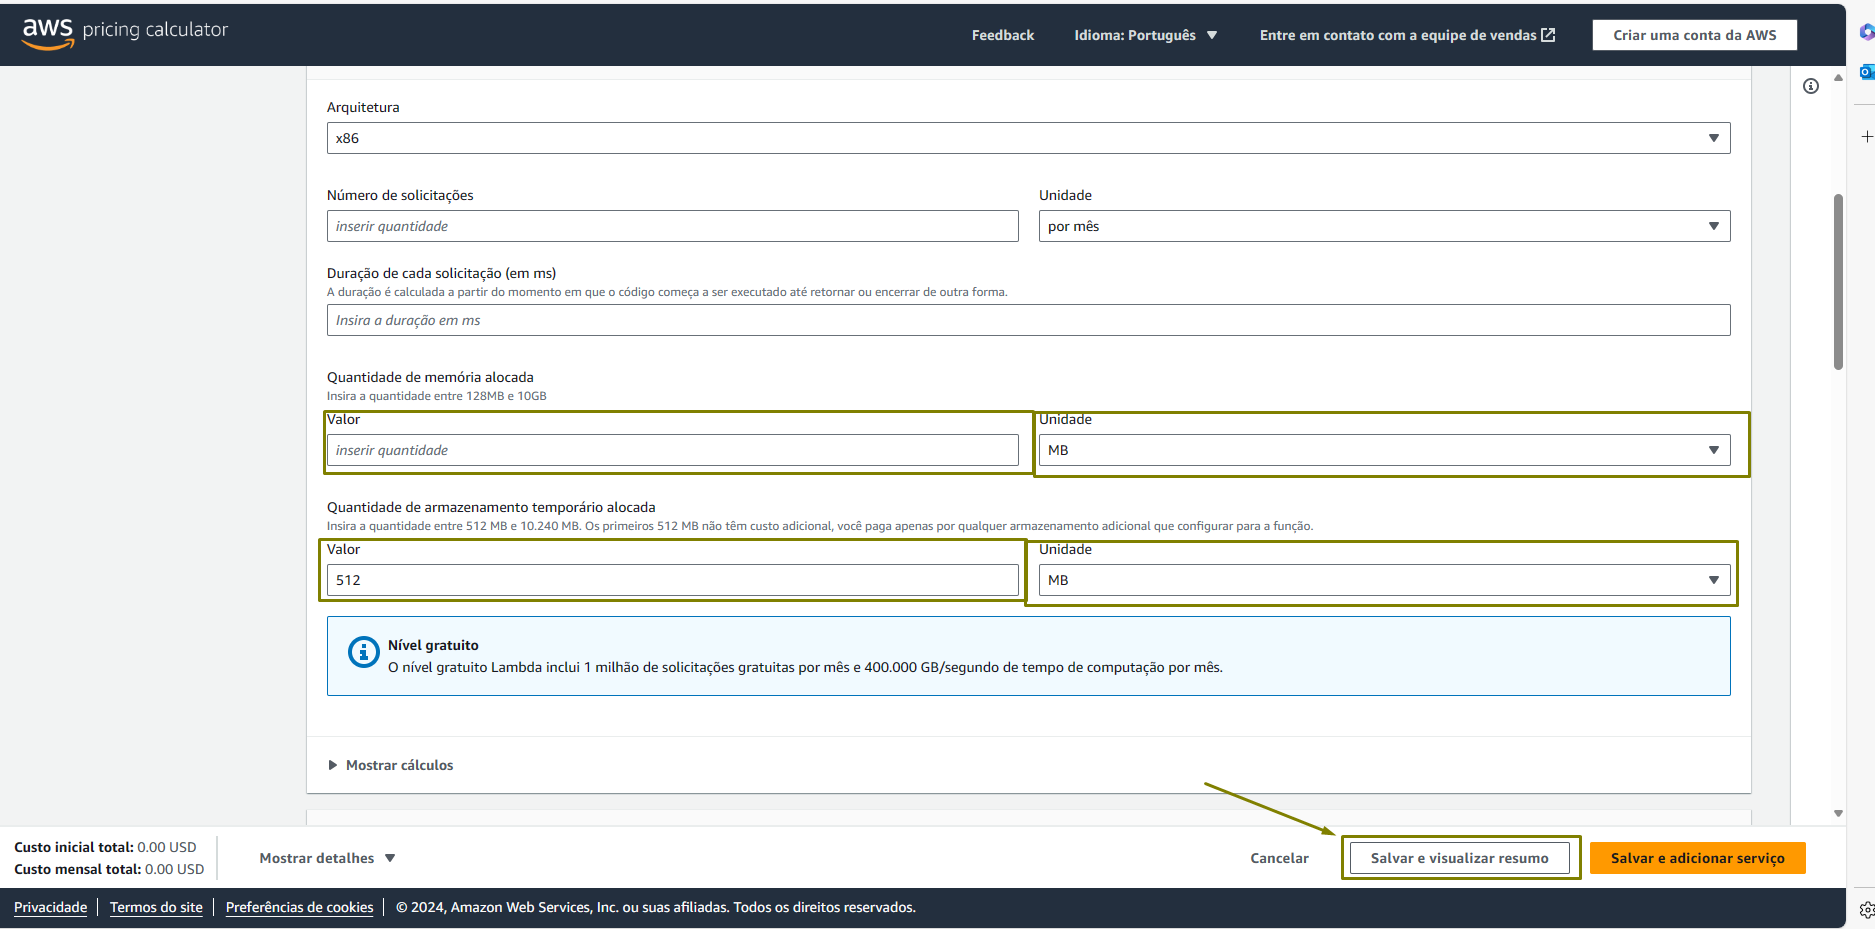 aws pricing calculator
Feedback
Idioma: Português
Entre em contato com a equipe de vendas
Criar uma conta da AWS
Arquitetura
x86
Número de solicitações
Unidade
inserir quantidade
por mês
Duração de cada solicitação (em ms)
A duração é calculada a partir do momento em que o código começa a ser executado até retornar ou encerrar de outra forma.
Insira a duração em ms
Quantidade de memória alocada
Insira a quantidade entre 128MB e 10GB
Valor
Unidade
inserir quantidade
MB
Quantidade de armazenamento temporário alocada
Insira a quantidade entre 512 MB e 10.240 MB. Os primeiros 512 MB não têm custo adicional, você paga apenas por qualquer armazenamento adicional que configurar para a função.
Valor
Unidade
512
MB
Nível gratuito
O nível gratuito Lambda inclui 1 milhão de solicitações gratuitas por mês e 400.000 GB/segundo de tempo de computação por mês.
Mostrar cálculos
Custo inicial total: 0.00 USD
Custo mensal total: 0.00 USD
Mostrar detalhes
Cancelar
Salvar e visualizar resumo
Salvar e adicionar serviço
Privacidade
Termos do site
Preferências de cookies
© 2024, Amazon Web Services, Inc. ou suas afiliadas. Todos os direitos reservados.